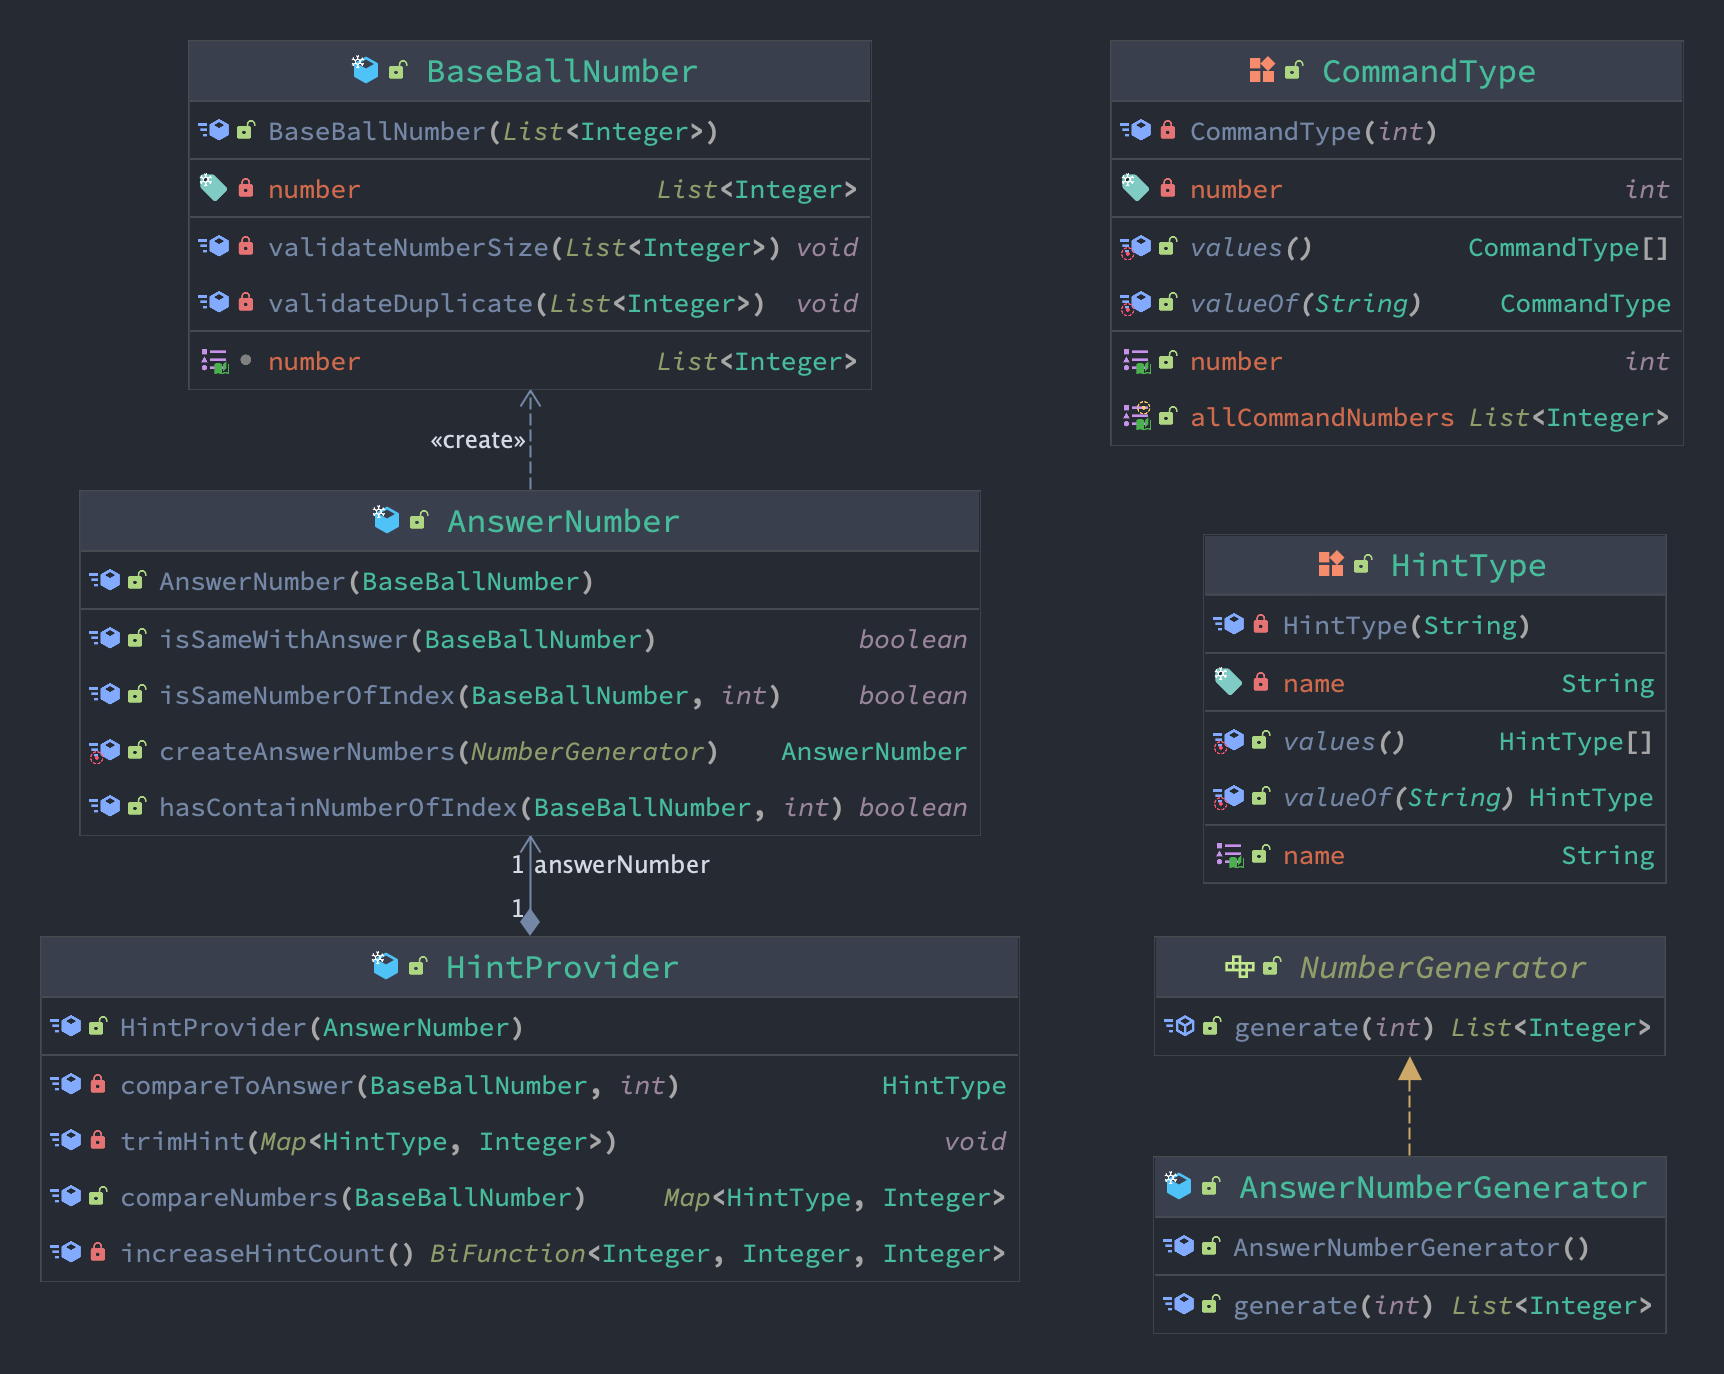 BaseBallNumber
BaseBallNumber(List<Integer>)
number List<Integer>
validateNumberSize(List<Integer>) void
validateDuplicate(List<Integer>) void
number List<Integer>
«create»
AnswerNumber
AnswerNumber(BaseBallNumber)
isSameWithAnswer(BaseBallNumber) boolean
isSameNumberOfIndex(BaseBallNumber, int) boolean
createAnswerNumbers(NumberGenerator) AnswerNumber
hasContainNumberOfIndex(BaseBallNumber, int) boolean
1 answerNumber
1
HintProvider
HintProvider(AnswerNumber)
compareToAnswer(BaseBallNumber, int) HintType
trimHint(Map<HintType, Integer>) void
compareNumbers(BaseBallNumber) Map<HintType, Integer>
increaseHintCount() BiFunction<Integer, Integer, Integer>
CommandType
CommandType(int)
number int
values() CommandType[]
valueOf(String) CommandType
number int
allCommandNumbers List<Integer>
HintType
HintType(String)
name String
values() HintType[]
valueOf(String) HintType
name String
NumberGenerator
generate(int) List<Integer>
AnswerNumberGenerator
AnswerNumberGenerator()
generate(int) List<Integer>